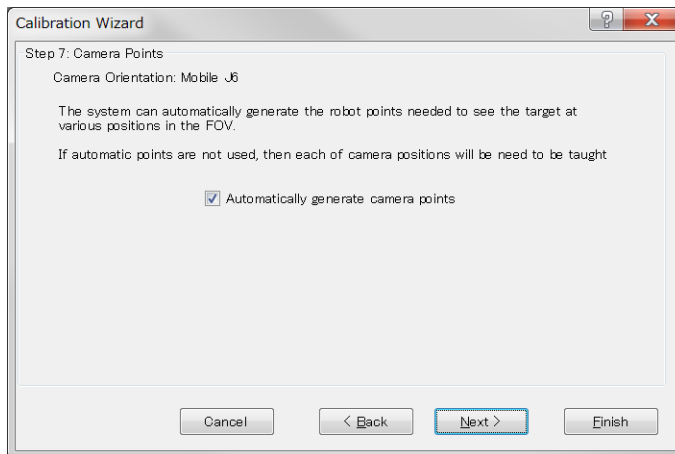 Calibration Wizard
?
X
Step 7: Camera Points
Camera Orientation: Mobile J6
The system can automatically generate the robot points needed to see the target at
various positions in the FOV.
If automatic points are not used, then each of camera positions will be need to be taught
Automatically generate camera points
Cancel
< Back
Next >
Finish